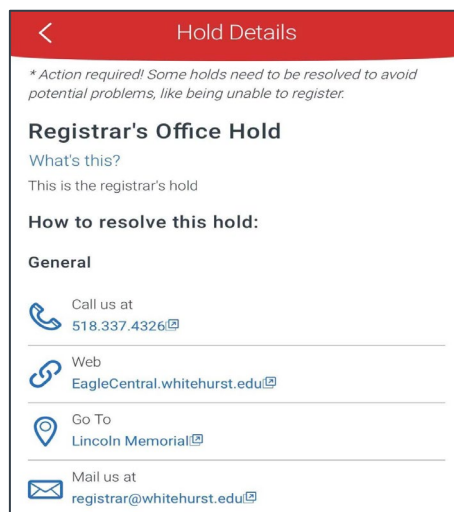 Hold Details
* Action required! Some holds need to be resolved to avoid
potential problems, like being unable to register.
Registrar's Office Hold
What's this?
This is the registrar's hold
How to resolve this hold:
General
Call us at
518.337.4326
Web
EagleCentral.whitehurst.edu
Go To
Lincoln Memorial
Mail us at
registrar@whitehurst.edu